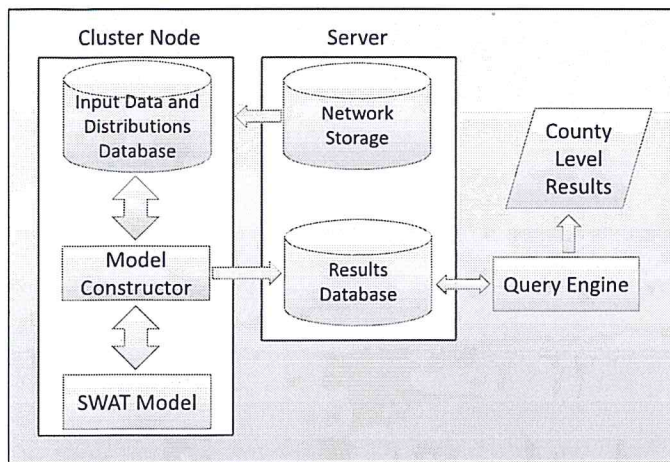 Cluster Node
Server
Input Data and
Distributions
Database
Network
Storage
County
Level
Results
Model
Constructor
Results
Database
Query Engine
SWAT Model